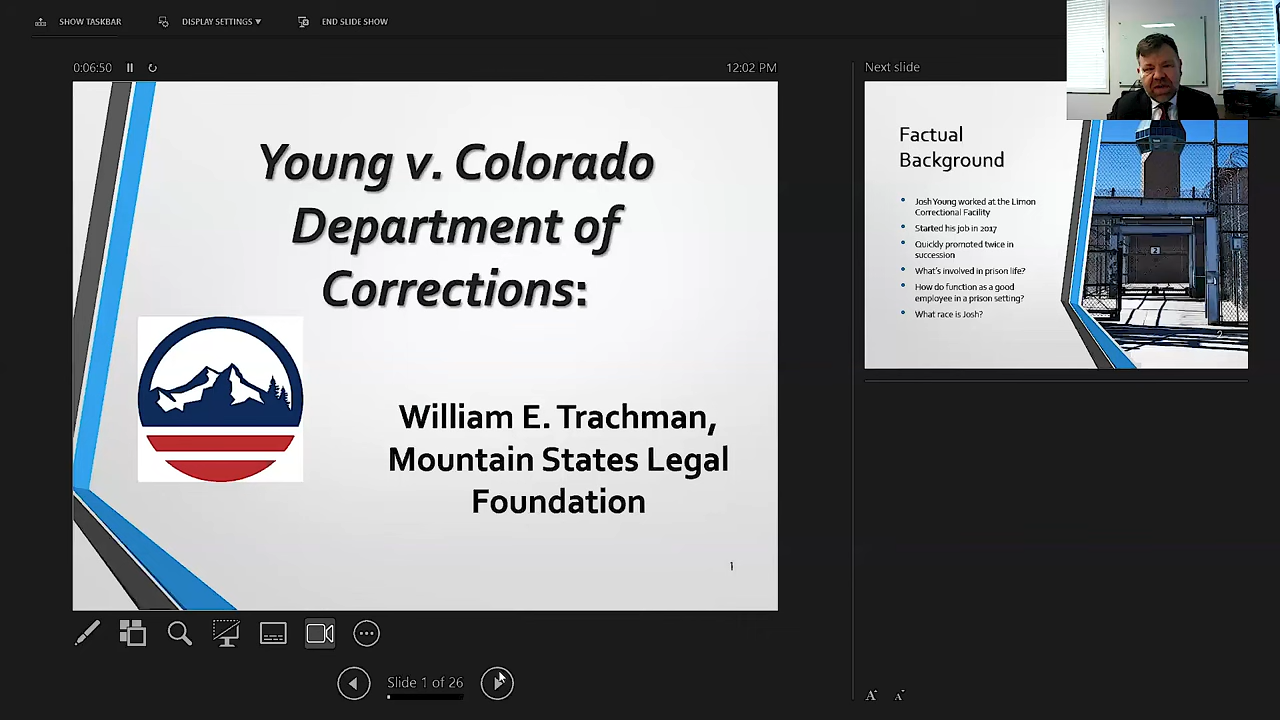 SHOW TASKBAR
DISPLAY SETTINGS ▼
END SLIDE SHOW
0:06:50
12:02 PM
Young v. Colorado
Department of
Corrections:
William E. Trachman,
Mountain States Legal
Foundation
1
Slide 1 of 26
Next slide
Factual
Background
• Josh Young worked at the Limon
Correctional Facility
• Started his job in 2017
• Quickly promoted twice in
succession
• What's involved in prison life?
• How do function as a good
employee in a prison setting?
• What race is Josh?
2
2
A
A